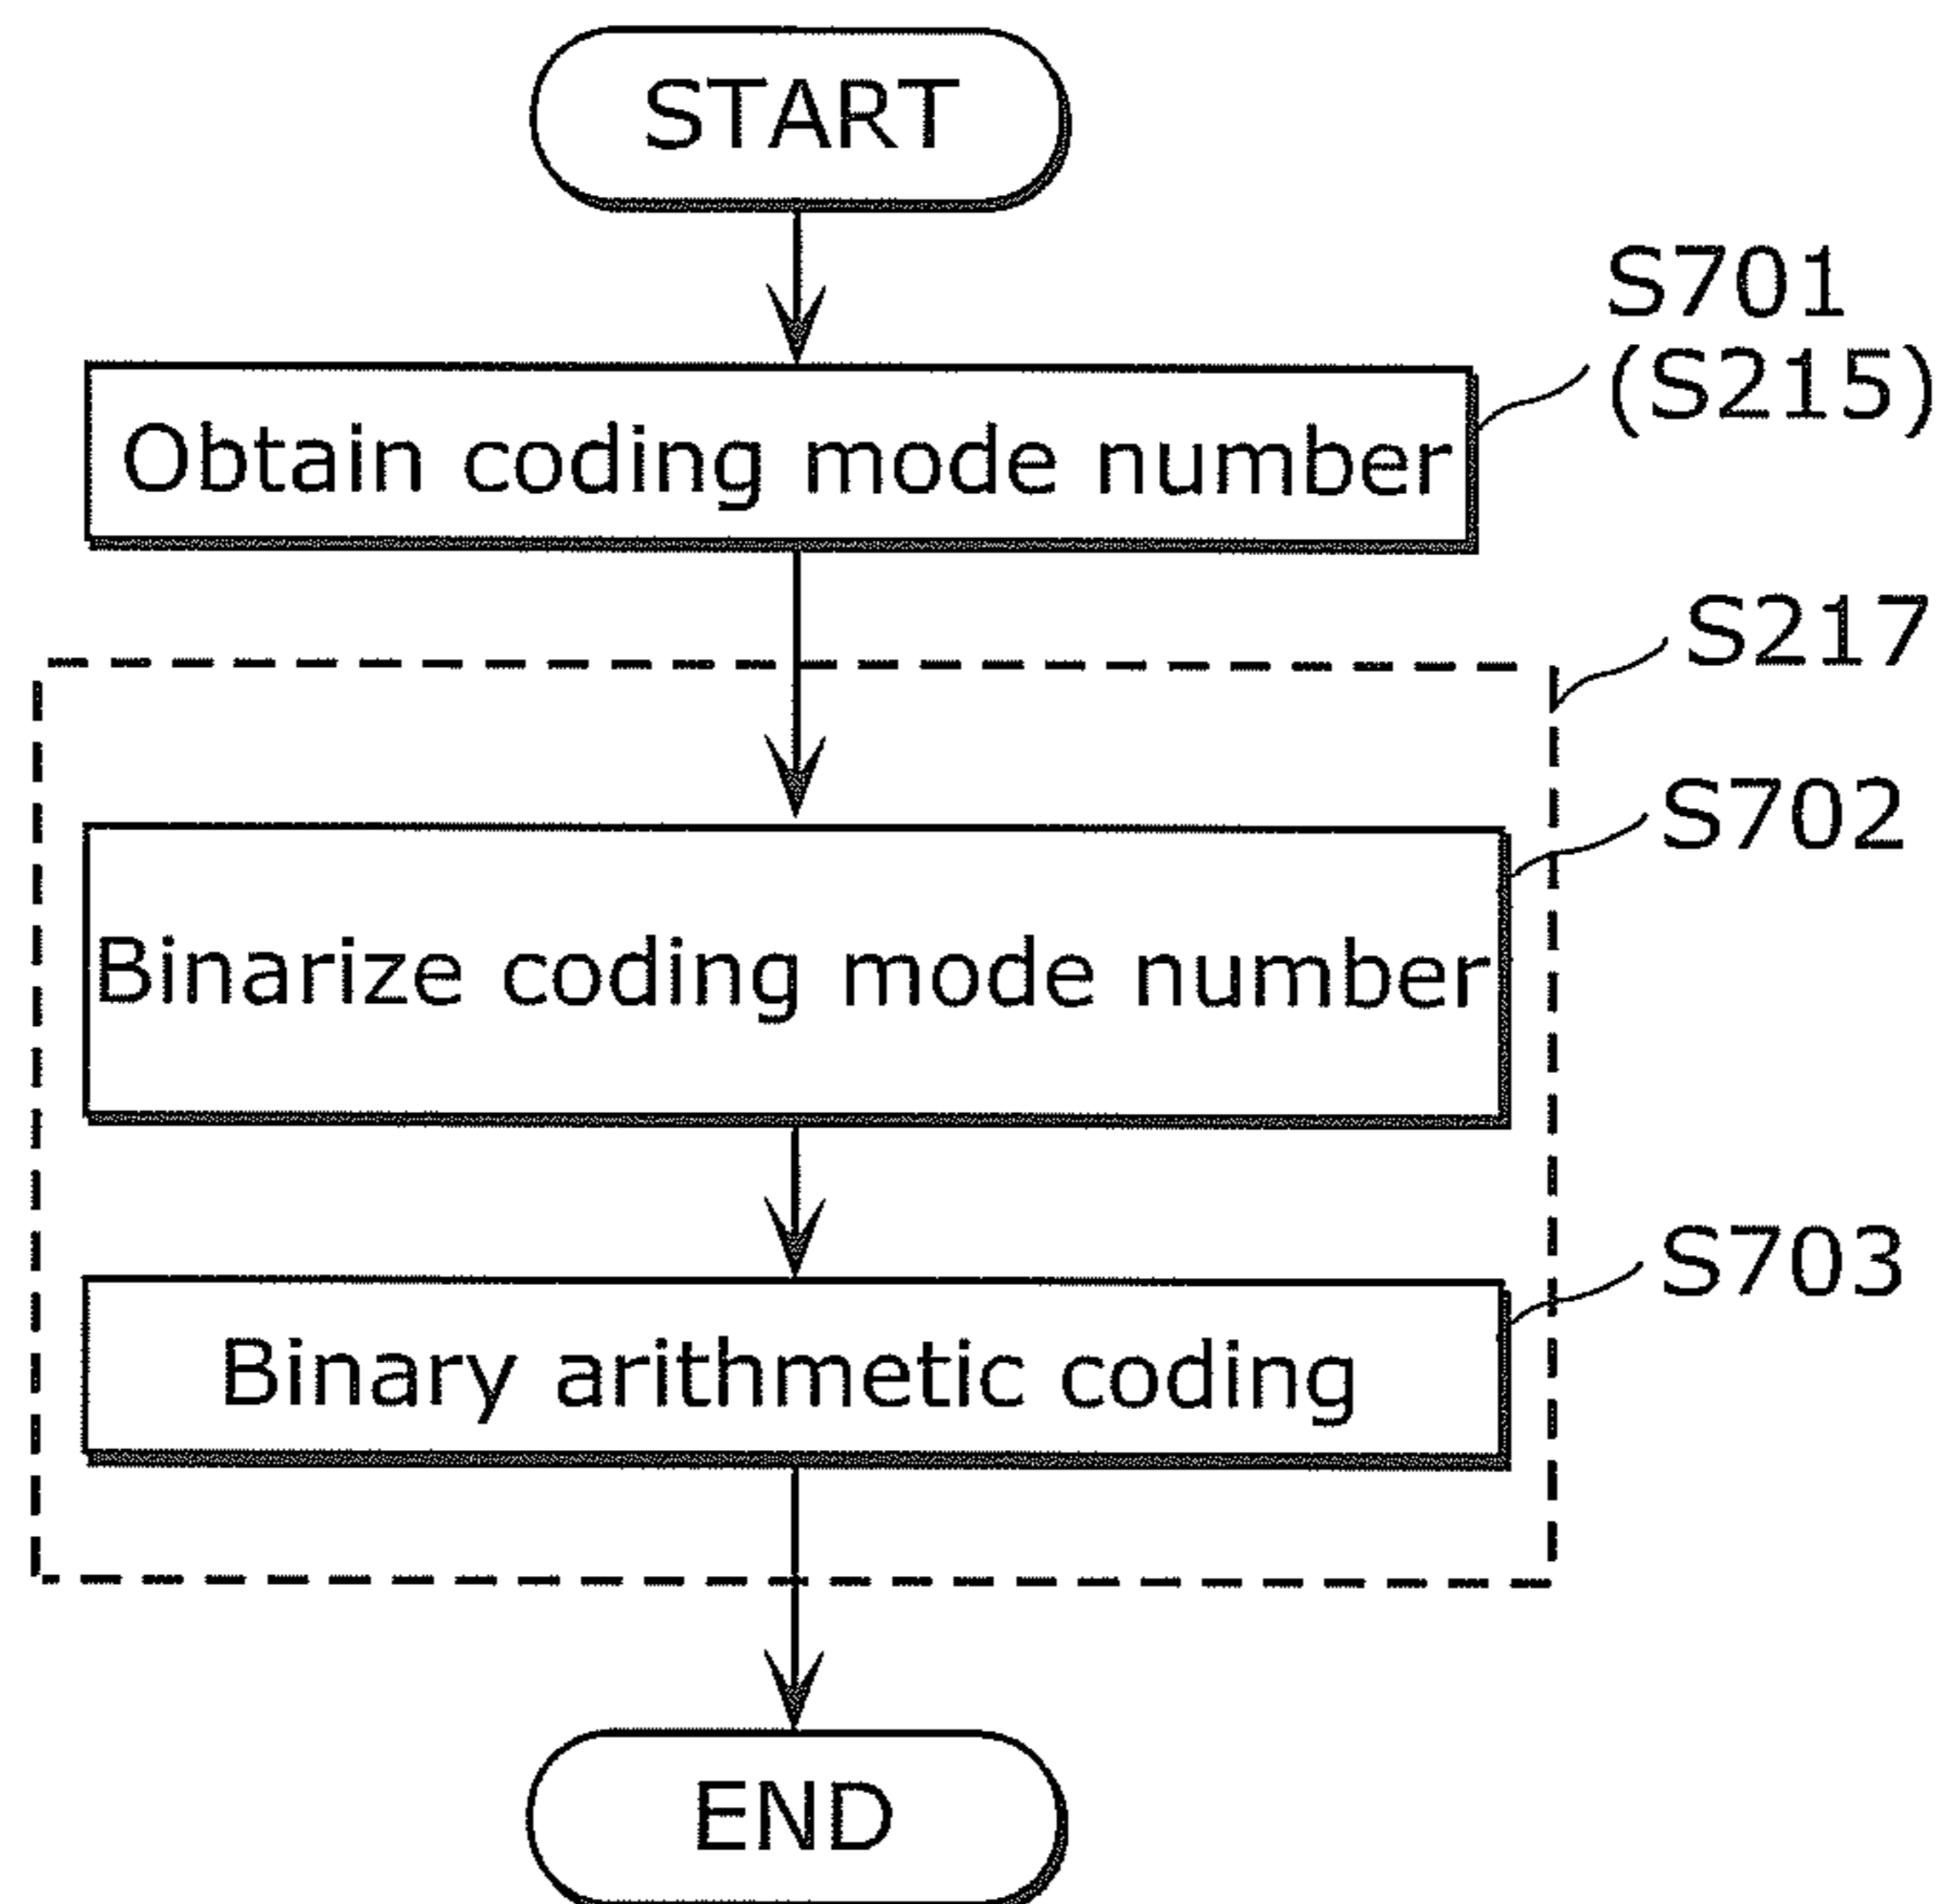 START
S701
(S215)
Obtain coding mode number
S217
S702
Binarize coding mode number
S703
Binary arithmetic coding
END